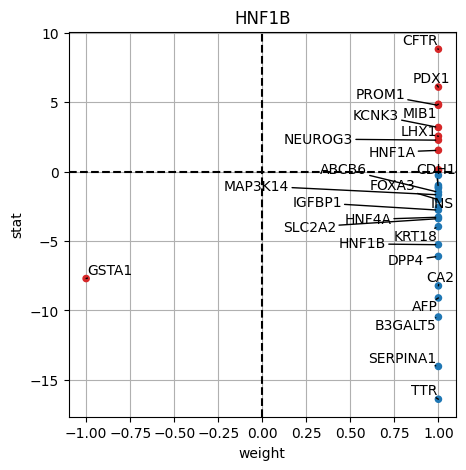 HNF1B
stat
10
5
0
−5
−10
−15
CFTR
PDX1
PROM1
KCNK3
MIB1
LHX1
NEUROG3
HNF1A
ABCB6
CDH1
MAP3K14
FOXA3
IGFBP1
INS
HNF4A
SLC2A2
KRT18
HNF1B
DPP4
GSTA1
CA2
AFP
B3GALT5
SERPINA1
TTR
−1.00 −0.75 −0.50 −0.25 0.00 0.25 0.50 0.75 1.00
weight